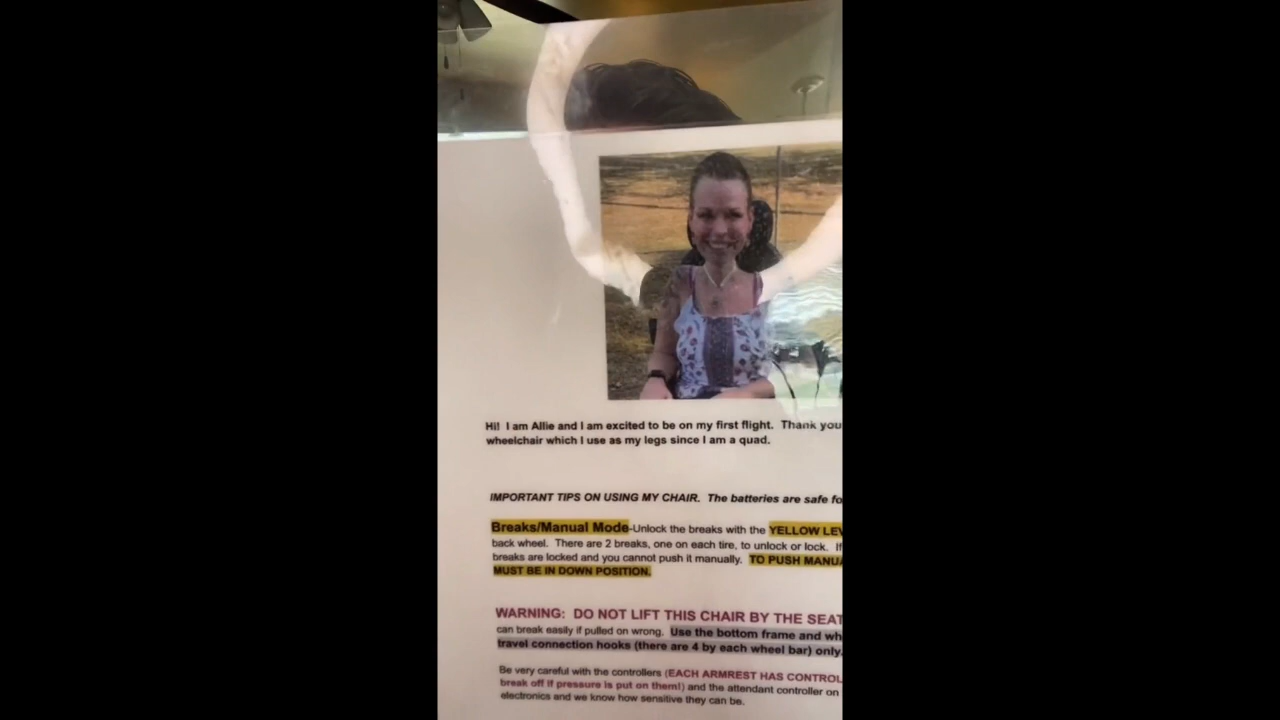 Hi! I am Allie and I am excited to be on my first flight. Thank you
wheelchair which I use as my legs since I am a quad.
IMPORTANT TIPS ON USING MY CHAIR. The batteries are safe fo
Breaks/Manual Mode-Unlock the breaks with the YELLOW LEV
back wheel. There are 2 breaks, one on each tire, to unlock or lock. If
breaks are locked and you cannot push it manually. TO PUSH MANUA
MUST BE IN DOWN POSITION.
WARNING: DO NOT LIFT THIS CHAIR BY THE SEAT
can break easily if pulled on wrong. Use the bottom frame and wh
travel connection hooks (there are 4 by each wheel bar) only.
Be very careful with the controllers (EACH ARMREST HAS CONTROL
break off if pressure is put on them!) and the attendant controller on
electronics and we know how sensitive they can be.